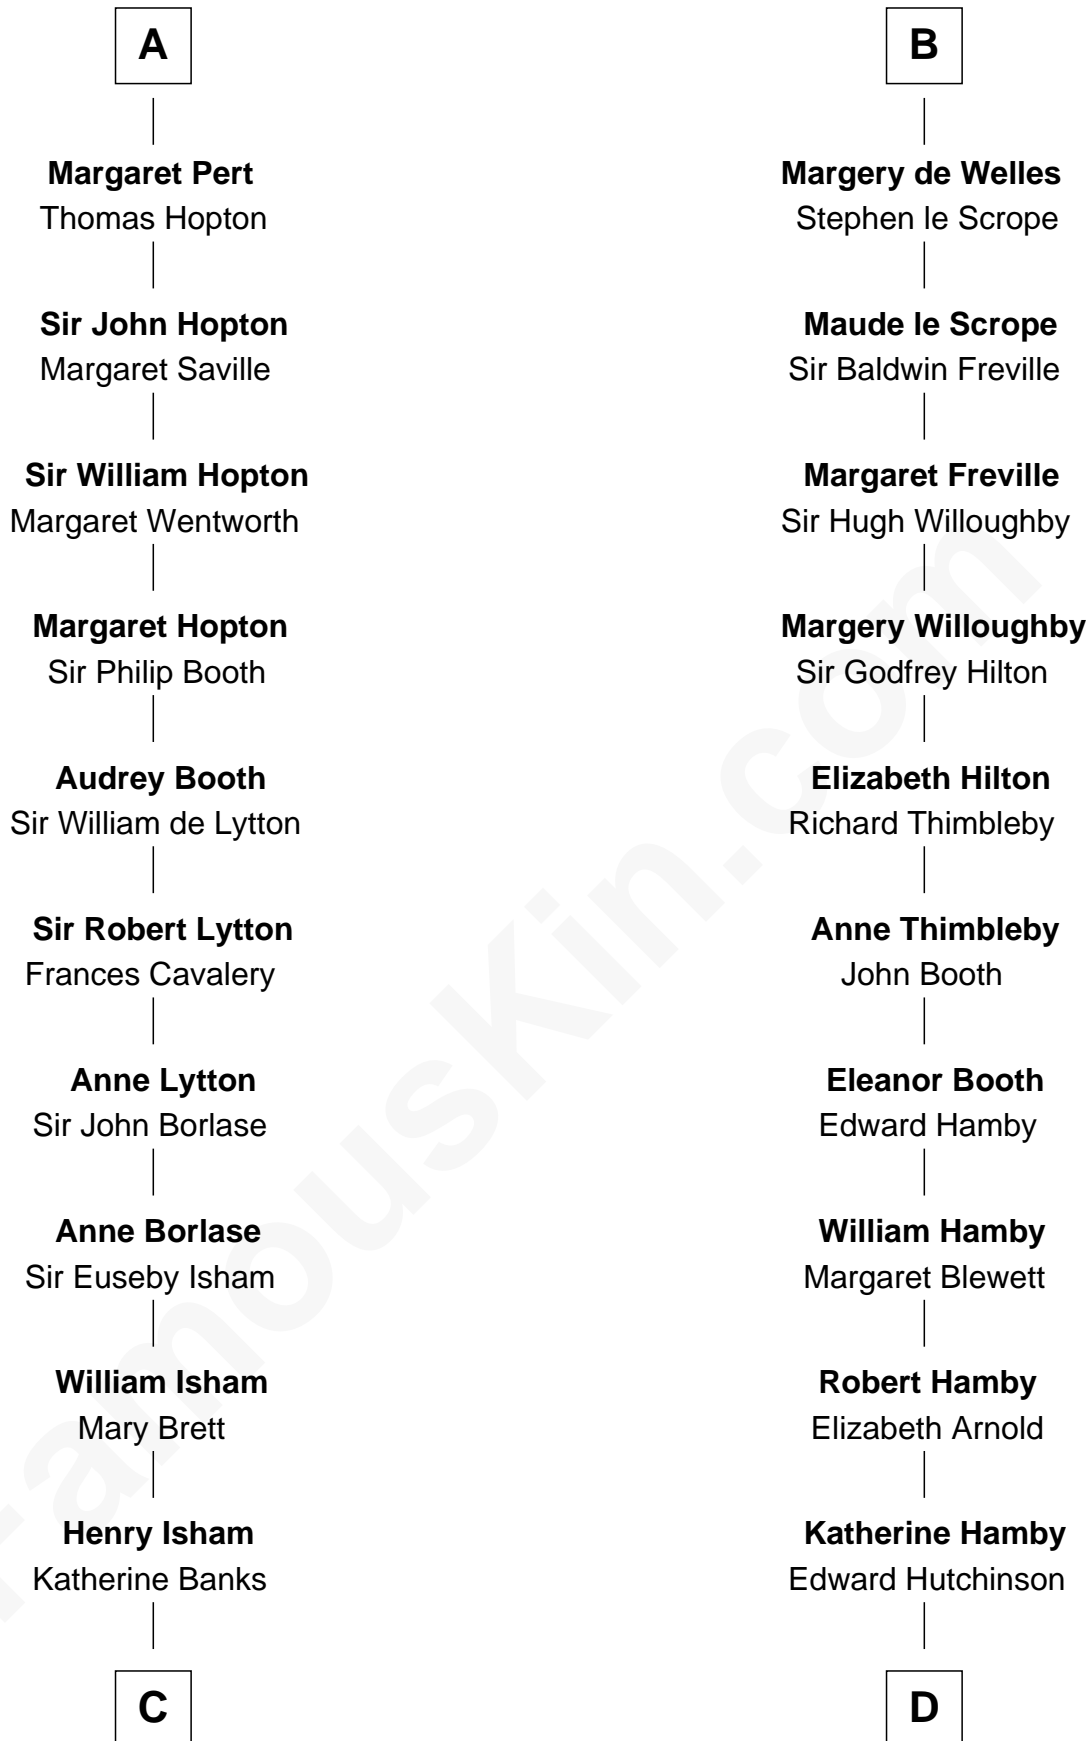 A
Margaret Pert
Thomas Hopton
Sir John Hopton
Margaret Saville
Sir William Hopton
Margaret Wentworth
Margaret Hopton
Sir Philip Booth
Audrey Booth
Sir William de Lytton
Sir Robert Lytton
Frances Cavalery
Anne Lytton
Sir John Borlase
Anne Borlase
Sir Euseby Isham
William Isham
Mary Brett
Henry Isham
Katherine Banks
C
B
Margery de Welles
Stephen le Scrope
Maude le Scrope
Sir Baldwin Freville
Margaret Freville
Sir Hugh Willoughby
Margery Willoughby
Sir Godfrey Hilton
Elizabeth Hilton
Richard Thimbleby
Anne Thimbleby
John Booth
Eleanor Booth
Edward Hamby
William Hamby
Margaret Blewett
Robert Hamby
Elizabeth Arnold
Katherine Hamby
Edward Hutchinson
D
FamousKin.com